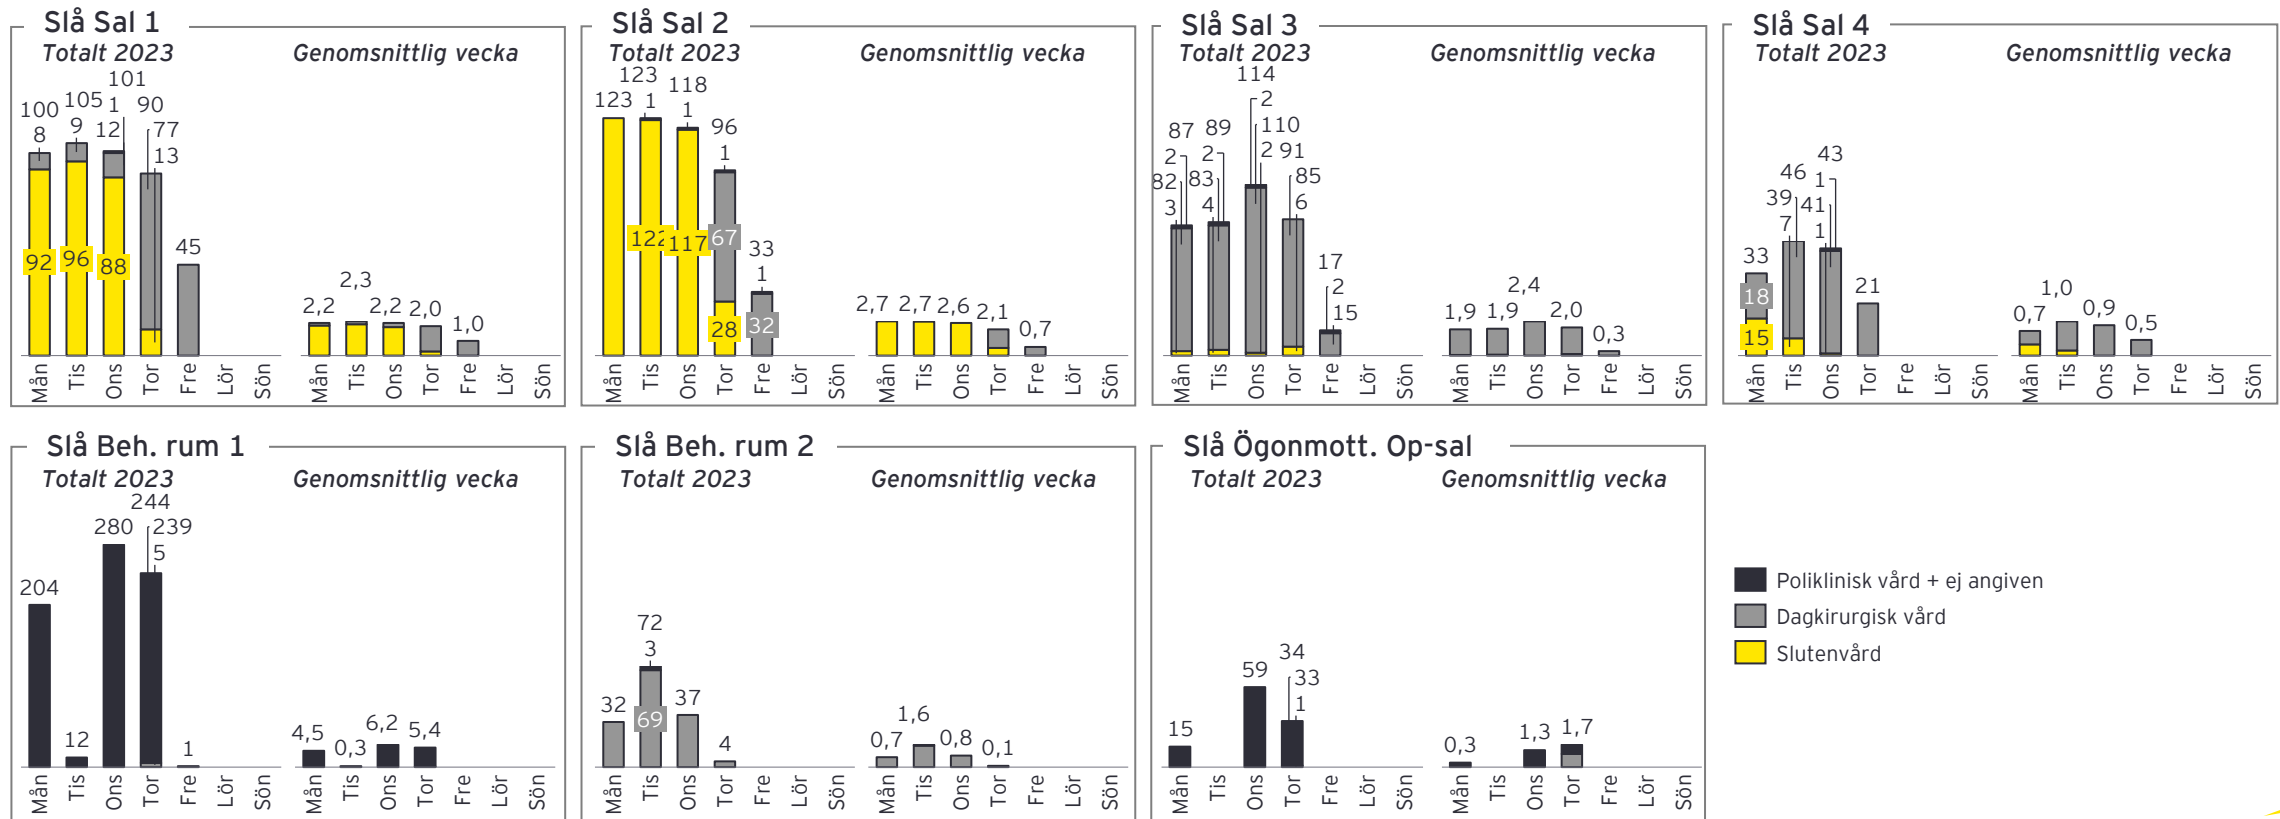 Slå Sal 1
Totalt 2023
Genomsnittlig vecka
101
100 105 1 90
8 9 12 77
13
92 96 88 45
2,3
2,2 2,2 2,0 1,0
Mån Tis Ons Tor Fre Lör Sön
Mån Tis Ons Tor Fre Lör Sön
Slå Sal 2
Totalt 2023
Genomsnittlig vecka
123 118
123 1 1 96
1
122 117 67 33
1
28 32
2,7 2,7 2,6 2,1 0,7
Mån Tis Ons Tor Fre Lör Sön
Mån Tis Ons Tor Fre Lör Sön
Slå Sal 3
Totalt 2023
Genomsnittlig vecka
114
2
87 89 110
2 2 2 91
82 83 85
3 4 6
17
2
15
2,4
1,9 1,9 2,0 0,3
Mån Tis Ons Tor Fre Lör Sön
Mån Tis Ons Tor Fre Lör Sön
Slå Sal 4
Totalt 2023
Genomsnittlig vecka
46 43
39 1
7 41
1
33 21
18
15
1,0
0,7 0,9 0,5
Mån Tis Ons Tor Fre Lör Sön
Mån Tis Ons Tor Fre Lör Sön
Slå Beh. rum 1
Totalt 2023
Genomsnittlig vecka
244
280 239
5
204
12 1
4,5 0,3 6,2 5,4
Mån Tis Ons Tor Fre Lör Sön
Mån Tis Ons Tor Fre Lör Sön
Slå Beh. rum 2
Totalt 2023
Genomsnittlig vecka
72
3
32 69 37 4
1,6
0,7 0,8 0,1
Mån Tis Ons Tor Fre Lör Sön
Mån Tis Ons Tor Fre Lör Sön
Slå Ögonmott. Op-sal
Totalt 2023
Genomsnittlig vecka
34
59 33
15 1
0,3 1,3 1,7
Mån Tis Ons Tor Fre Lör Sön
Mån Tis Ons Tor Fre Lör Sön
Poliklinisk vård + ej angiven
Dagkirurgisk vård
Slutenvård